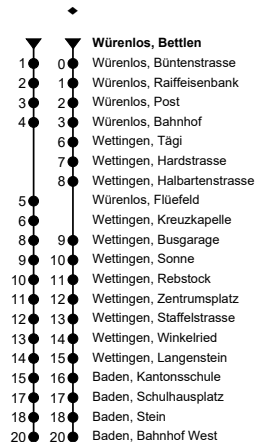 Würenlos, Bettlen
1 0 Würenlos, Büntenstrasse
2 1 Würenlos, Raiffeisenbank
3 2 Würenlos, Post
4 3 Würenlos, Bahnhof
6 Wettingen, Tägi
7 Wettingen, Hardstrasse
8 Wettingen, Halbartenstrasse
5 Würenlos, Flüefeld
6 Wettingen, Kreuzkapelle
8 9 Wettingen, Busgarage
9 10 Wettingen, Sonne
10 11 Wettingen, Rebstock
11 12 Wettingen, Zentrumsplatz
12 13 Wettingen, Staffelstrasse
13 14 Wettingen, Winkelried
14 15 Wettingen, Langenstein
15 16 Baden, Kantonsschule
17 17 Baden, Schulhausplatz
18 18 Baden, Stein
20 20 Baden, Bahnhof West